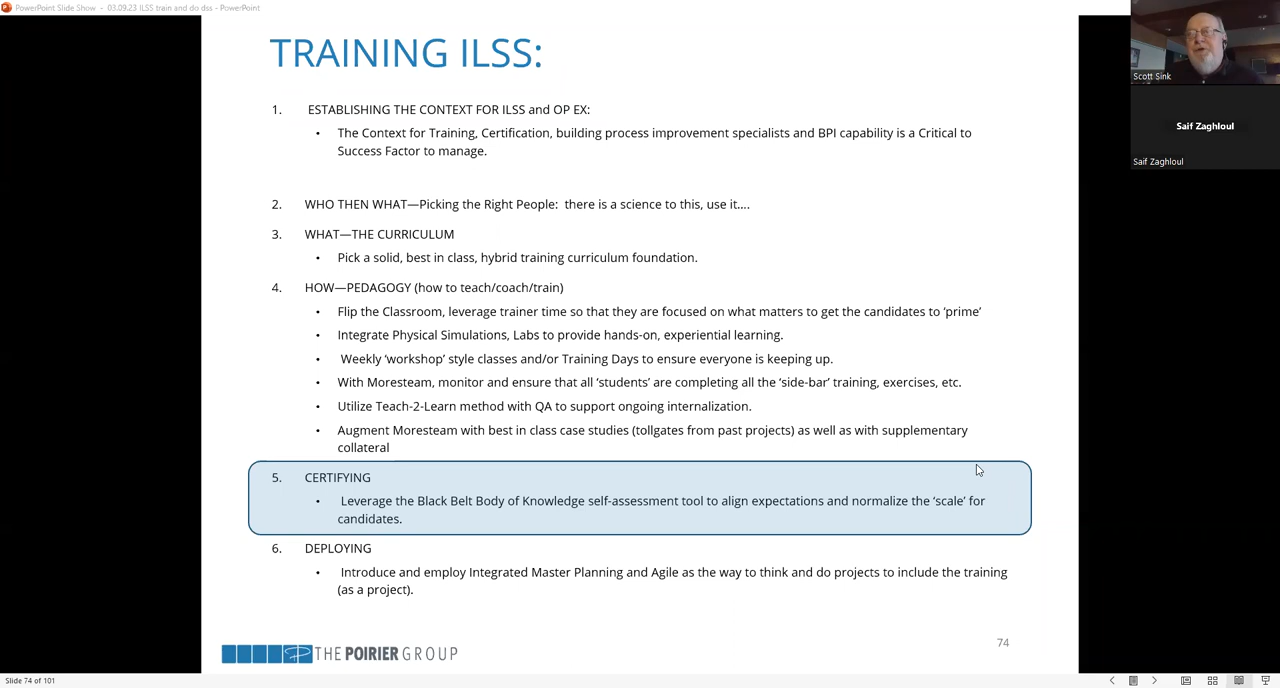 PowerPoint Slide Show - 03.09.23 ILSS train and do dss - PowerPoint
TRAINING ILSS:
1. ESTABLISHING THE CONTEXT FOR ILSS and OP EX:
• The Context for Training, Certification, building process improvement specialists and BPI capability is a Critical to
Success Factor to manage.
2. WHO THEN WHAT—Picking the Right People: there is a science to this, use it....
3. WHAT—THE CURRICULUM
• Pick a solid, best in class, hybrid training curriculum foundation.
4. HOW—PEDAGOGY (how to teach/coach/train)
• Flip the Classroom, leverage trainer time so that they are focused on what matters to get the candidates to ‘prime’
• Integrate Physical Simulations, Labs to provide hands-on, experiential learning.
• Weekly ‘workshop’ style classes and/or Training Days to ensure everyone is keeping up.
• With Moresteam, monitor and ensure that all ‘students’ are completing all the ‘side-bar’ training, exercises, etc.
• Utilize Teach-2-Learn method with QA to support ongoing internalization.
• Augment Moresteam with best in class case studies (tollgates from past projects) as well as with supplementary
collateral
5. CERTIFYING
• Leverage the Black Belt Body of Knowledge self-assessment tool to align expectations and normalize the ‘scale’ for
candidates.
6. DEPLOYING
• Introduce and employ Integrated Master Planning and Agile as the way to think and do projects to include the training
(as a project).
THE POIRIER GROUP
74
Slide 74 of 101
Scott Sink
Saif Zaghloul
Saif Zaghloul